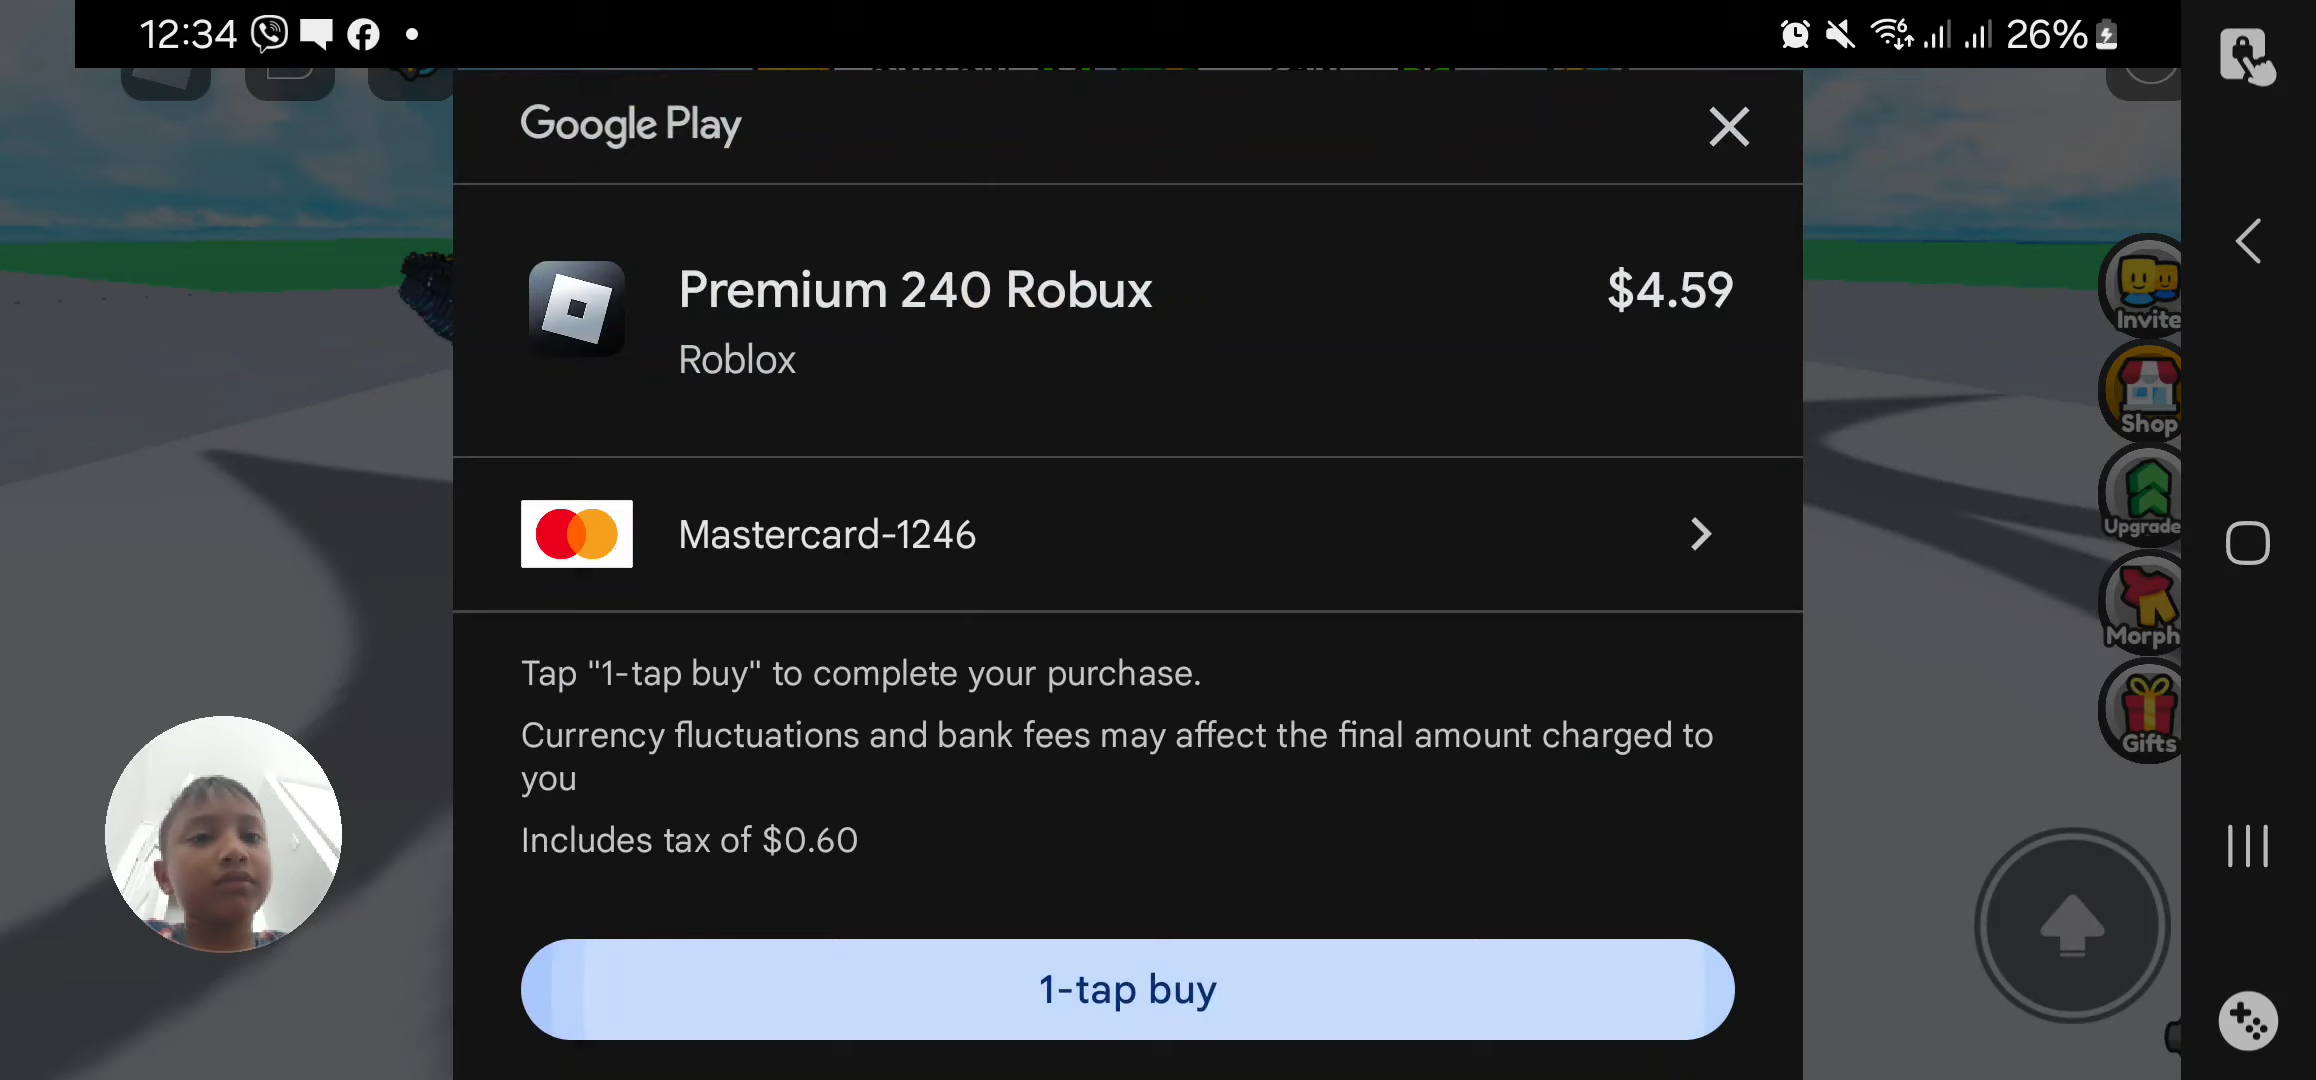 12:34
26%
Google Play
Premium 240 Robux
$4.59
Roblox
Mastercard-1246
Tap "1-tap buy" to complete your purchase.
Currency fluctuations and bank fees may affect the final amount charged to
you
Includes tax of $0.60
1-tap buy
Invite
Shop
Upgrade
Morph
Gifts